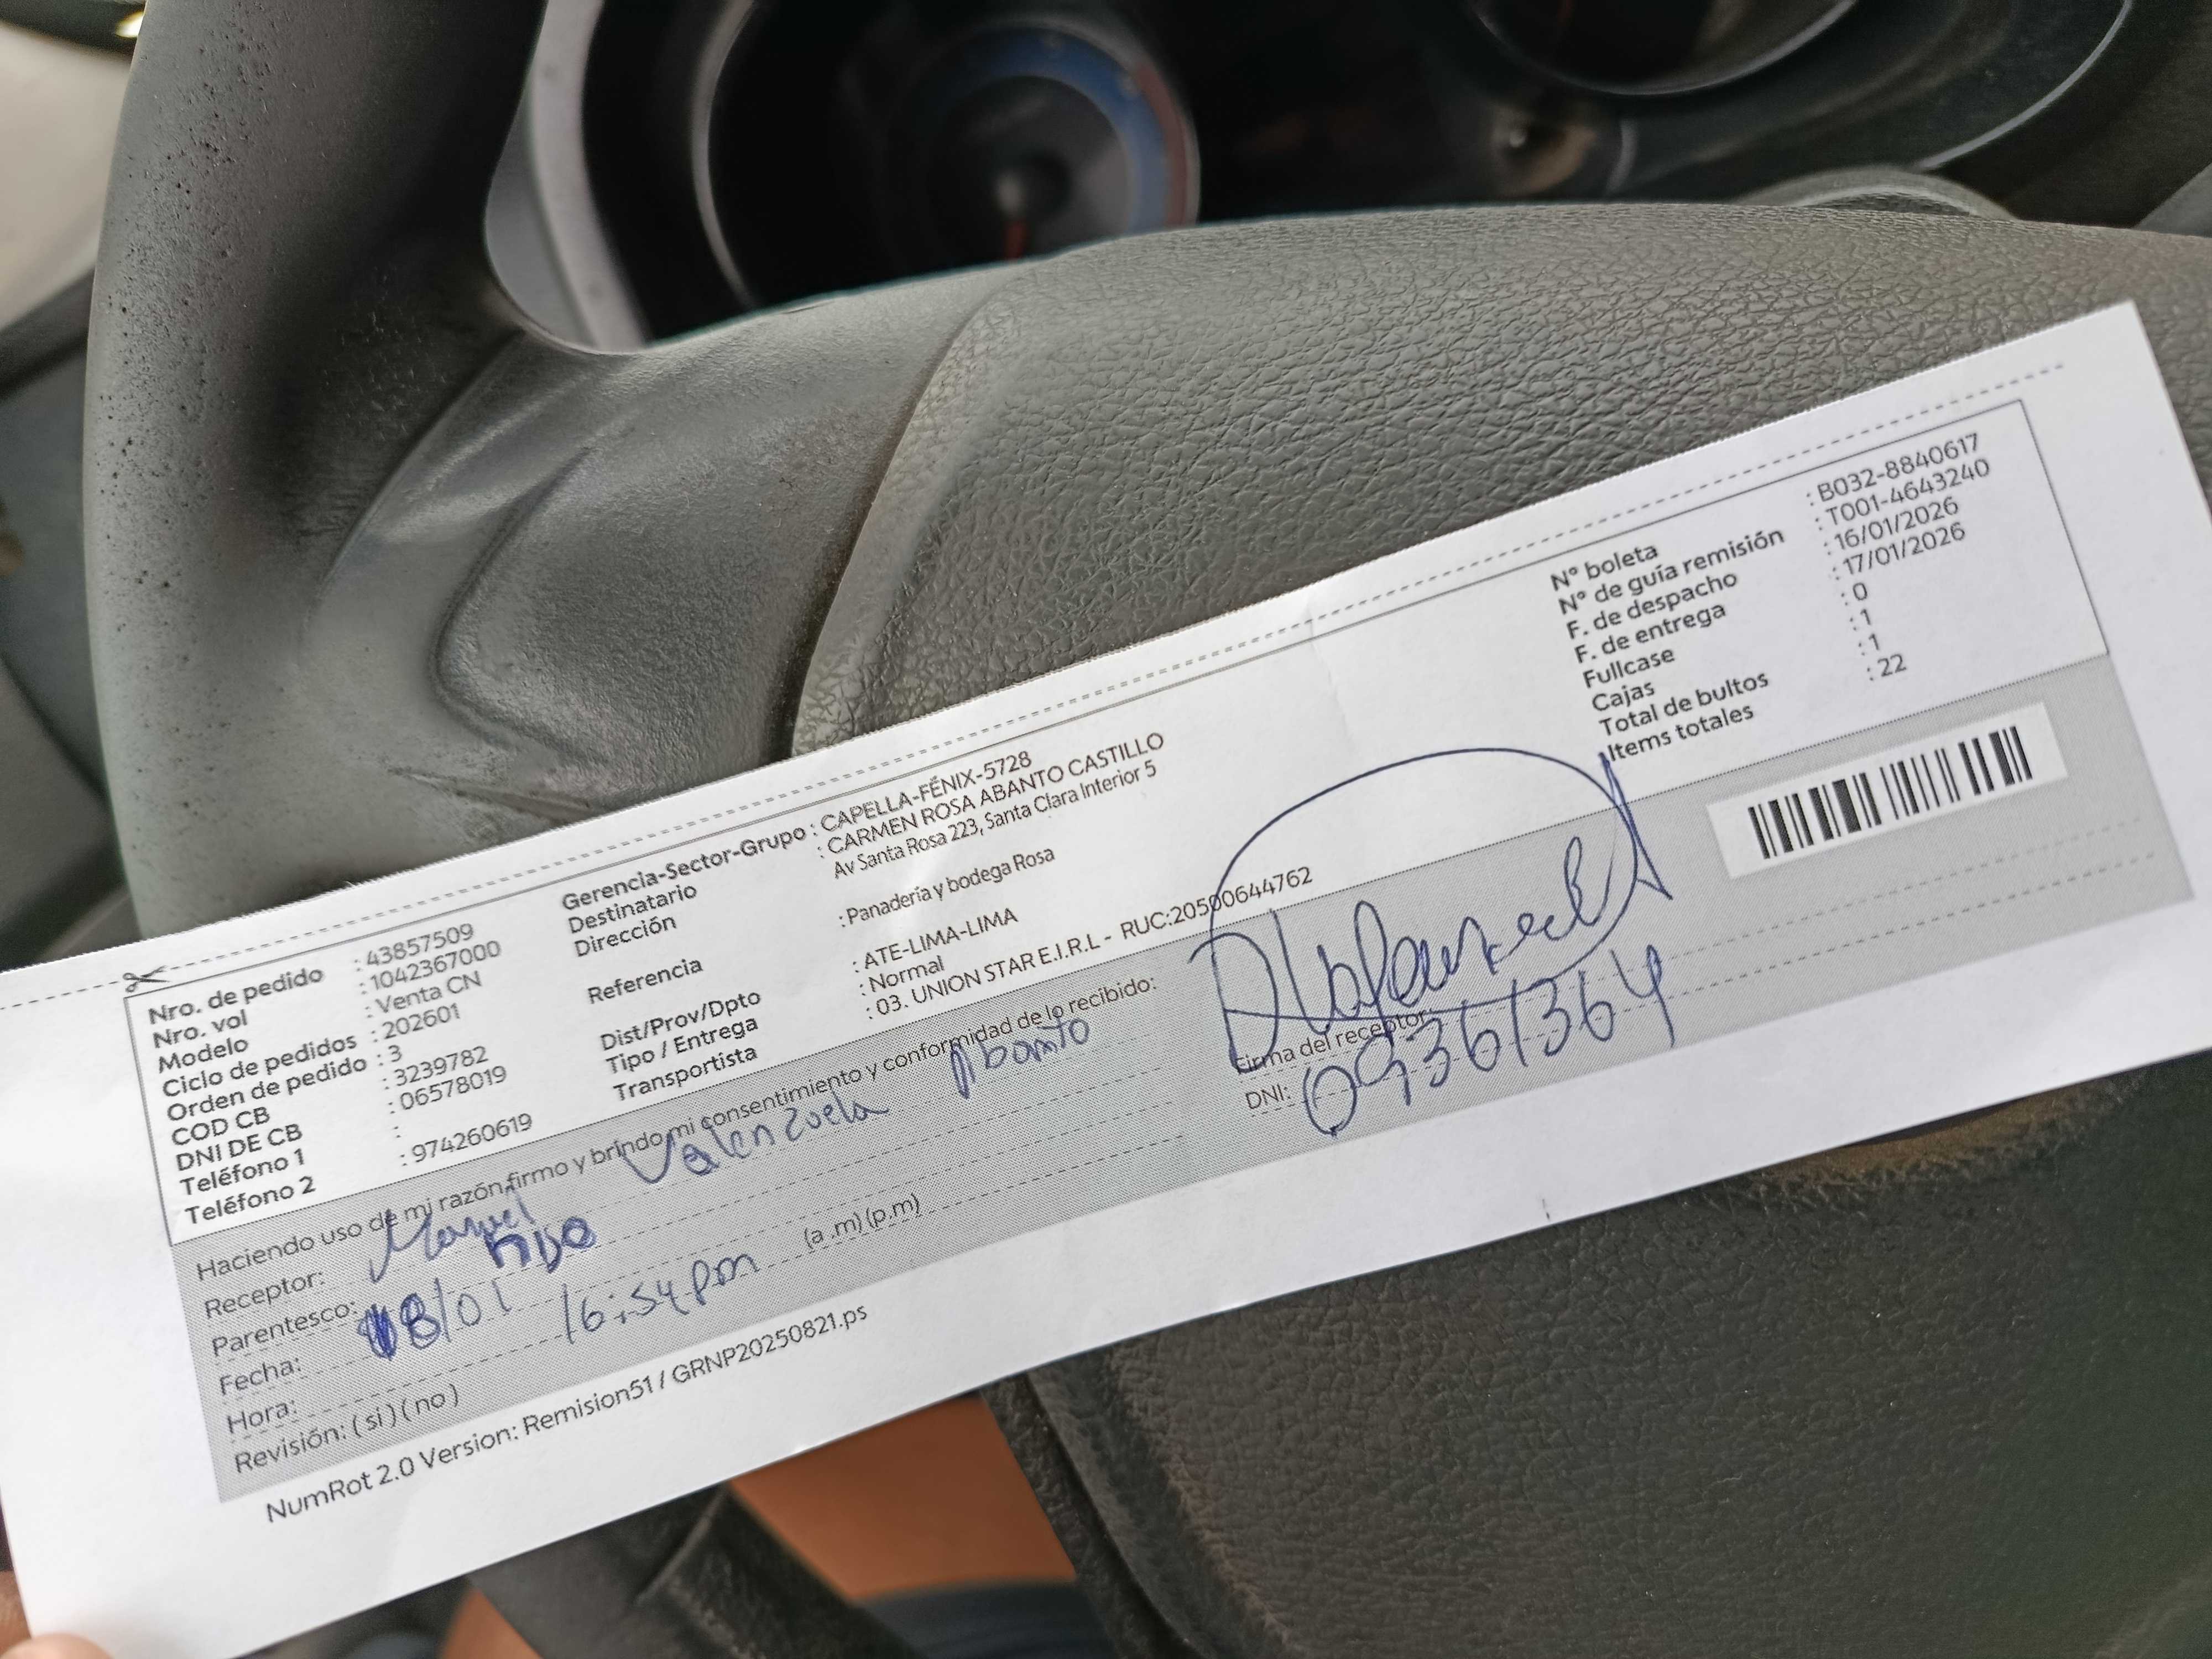 Nro. de pedido : 43857509
Nro. vol : 1042367000
Modelo : Venta CN
Ciclo de pedidos : 202601
Orden de pedido : 3
COD CB : 3239782
DNI DE CB : 06578019
Teléfono 1 :
Teléfono 2 : 974260619
Gerencia-Sector-Grupo : CAPELLA-FÉNIX-5728
Destinatario : CARMEN ROSA ABANTO CASTILLO
Dirección Av Santa Rosa 223, Santa Clara Interior 5
Referencia : Panadería y bodega Rosa
Dist/Prov/Dpto : ATE-LIMA-LIMA
Tipo / Entrega : Normal
Transportista : 03. UNION STAR E.I.R.L - RUC:20500644762
N° boleta : B032-8840617
N° de guía remisión : T001-4643240
F. de despacho : 16/01/2026
F. de entrega : 17/01/2026
Fullcase : 0
Cajas : 1
Total de bultos : 1
Items totales : 22
Haciendo uso de mi razón, firmo y brindo mi consentimiento y conformidad de lo recibido:
Receptor: Manuel Valenzuela Abanto
Parentesco: HIJO
Fecha: 18/01
Hora: 16:54 pm (a .m) (p.m)
Revisión: ( si ) ( no )
Firma del receptor:
DNI: 09361364
NumRot 2.0 Version: Remision51 / GRNP20250821.ps